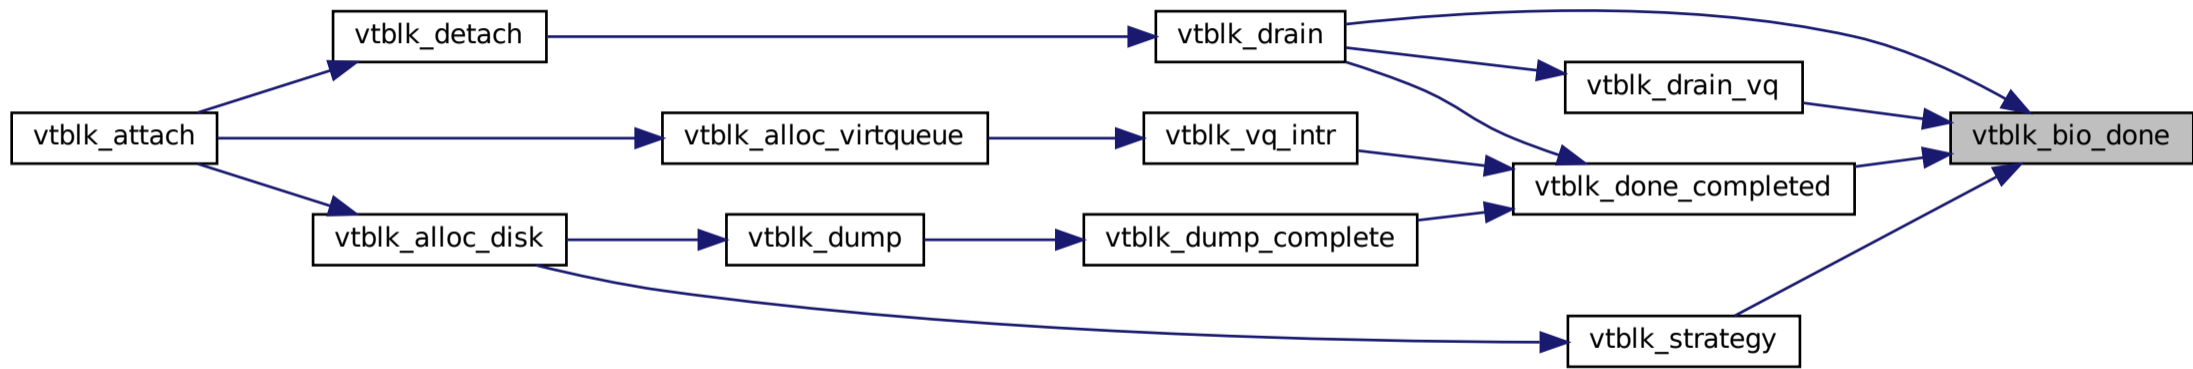 vtblk_detach
vtblk_drain
vtblk_drain_vq
vtblk_attach
vtblk_alloc_virtqueue
vtblk_vq_intr
vtblk_bio_done
vtblk_done_completed
vtblk_alloc_disk
vtblk_dump
vtblk_dump_complete
vtblk_strategy